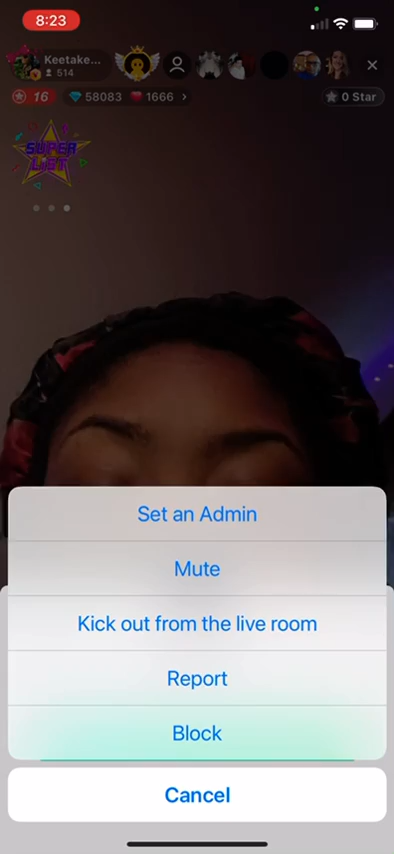 8:23
Keetake...
514
16
58083
1666
0 Star
SUPER
LIST
Set an Admin
Mute
Kick out from the live room
Report
Block
Cancel